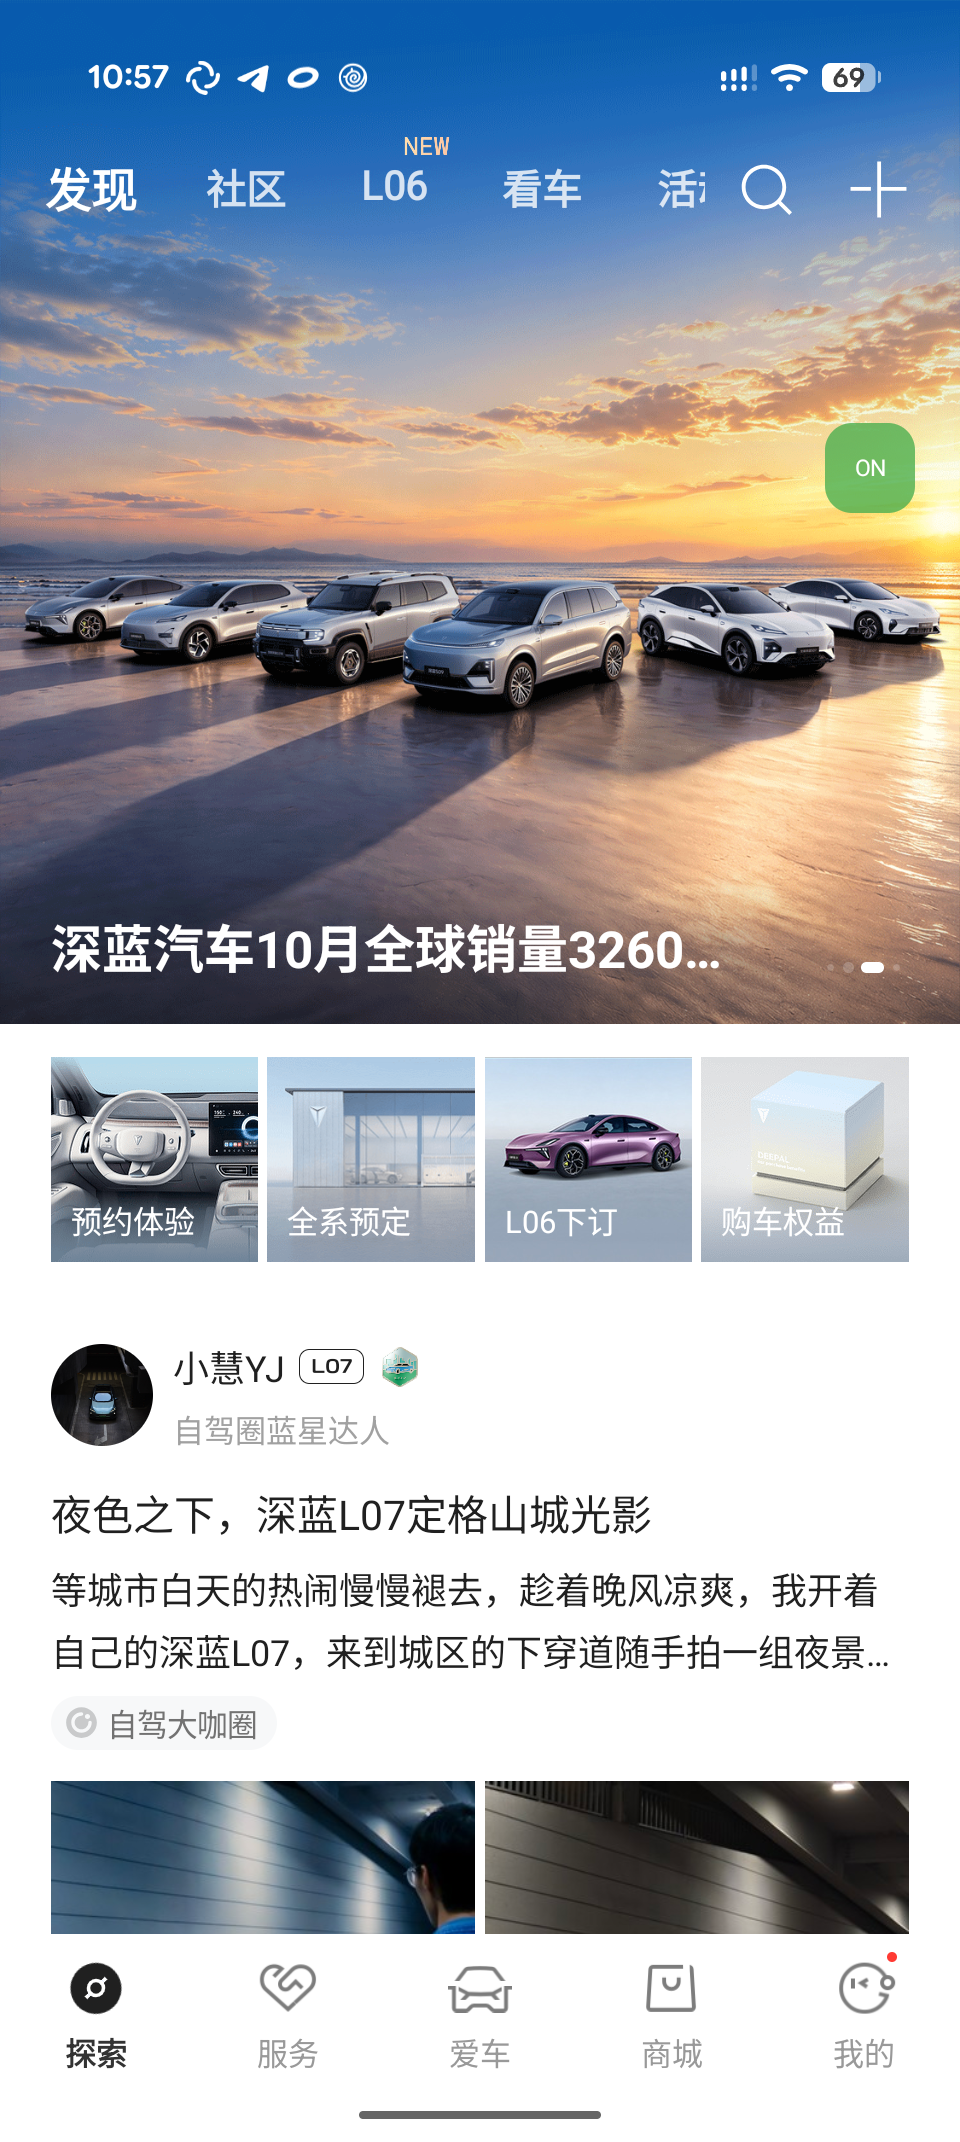 10:57
69
NEW
发现 社区 L06 看车 活
ON
深蓝汽车10月全球销量3260...
预约体验 全系预定 L06下订 购车权益
DEEPAL
小慧YJ L07
自驾圈蓝星达人
夜色之下，深蓝L07定格山城光影
等城市白天的热闹慢慢褪去，趁着晚风凉爽，我开着
自己的深蓝L07，来到城区的下穿道随手拍一组夜景...
自驾大咖圈
探索 服务 爱车 商城 我的